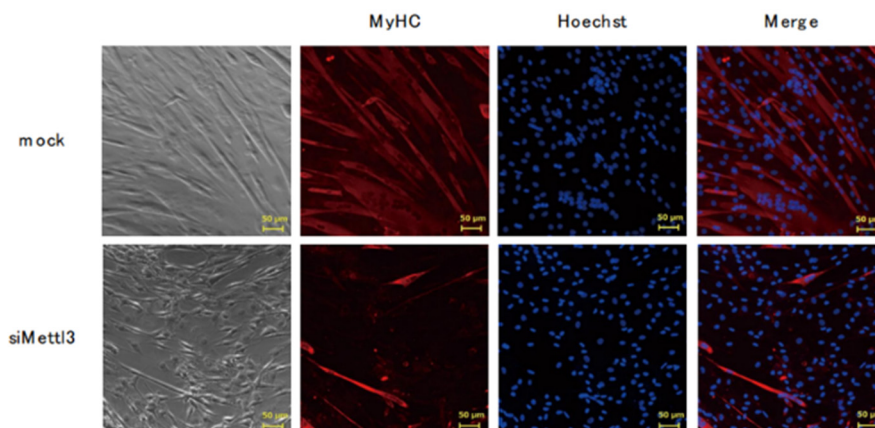 MyHC Hoechst Merge
mock
50 μm 50 μm 50 μm 50 μm
siMettl3
50 μm 50 μm 50 μm 50 μm